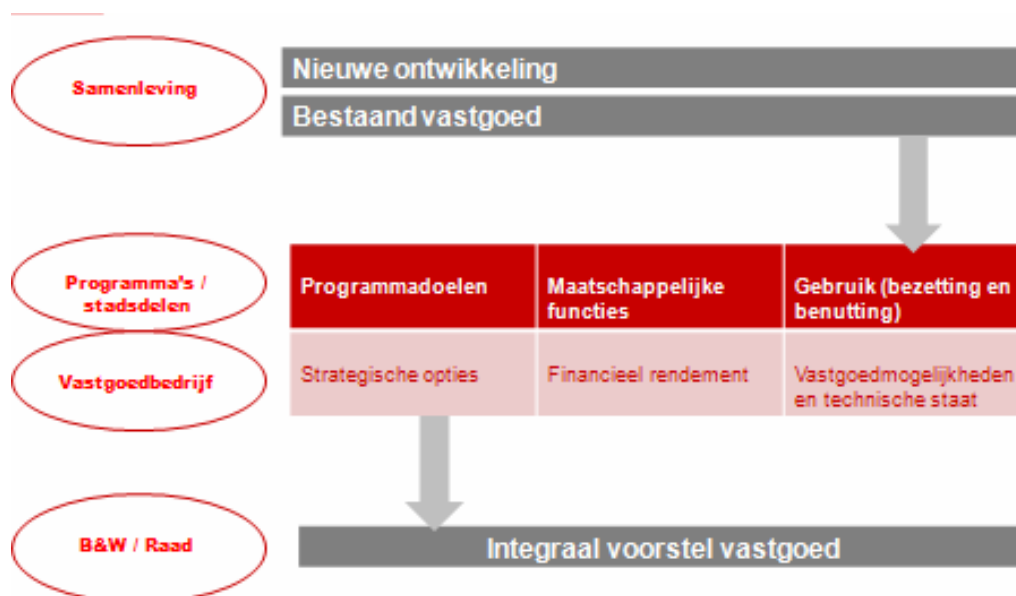 Samenleving
Nieuwe ontwikkeling
Bestaand vastgoed
Programma's /
stadsdelen
Programmadoelen
Maatschappelijke
functies
Gebruik (bezetting en
benutting)
Vastgoedbedrijf
Strategische opties
Financieel rendement
Vastgoedmogelijkheden
en technische staat
B&W / Raad
Integraal voorstel vastgoed